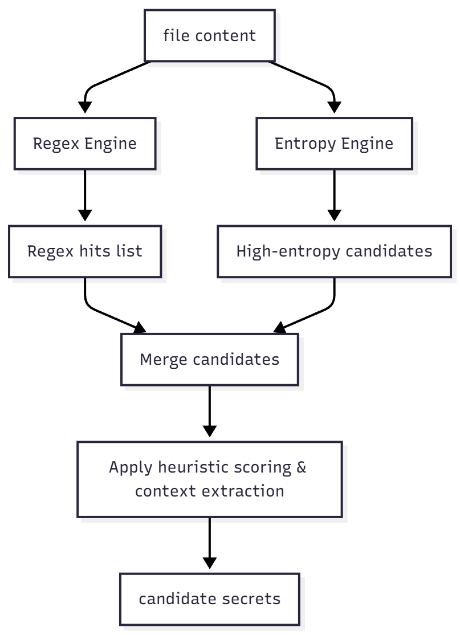 file content
Regex Engine
Entropy Engine
Regex hits list
High-entropy candidates
Merge candidates
Apply heuristic scoring &
context extraction
candidate secrets